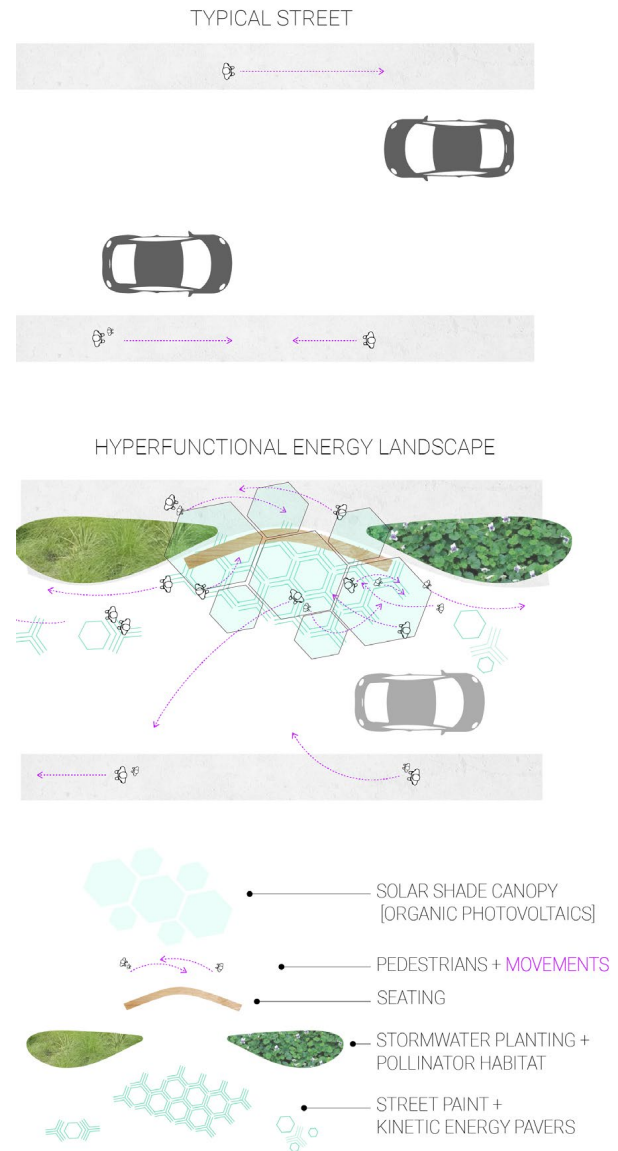 TYPICAL STREET
HYPERFUNCTIONAL ENERGY LANDSCAPE
SOLAR SHADE CANOPY
[ORGANIC PHOTOVOLTAICS]
PEDESTRIANS + MOVEMENTS
SEATING
STORMWATER PLANTING +
POLLINATOR HABITAT
STREET PAINT +
KINETIC ENERGY PAVERS